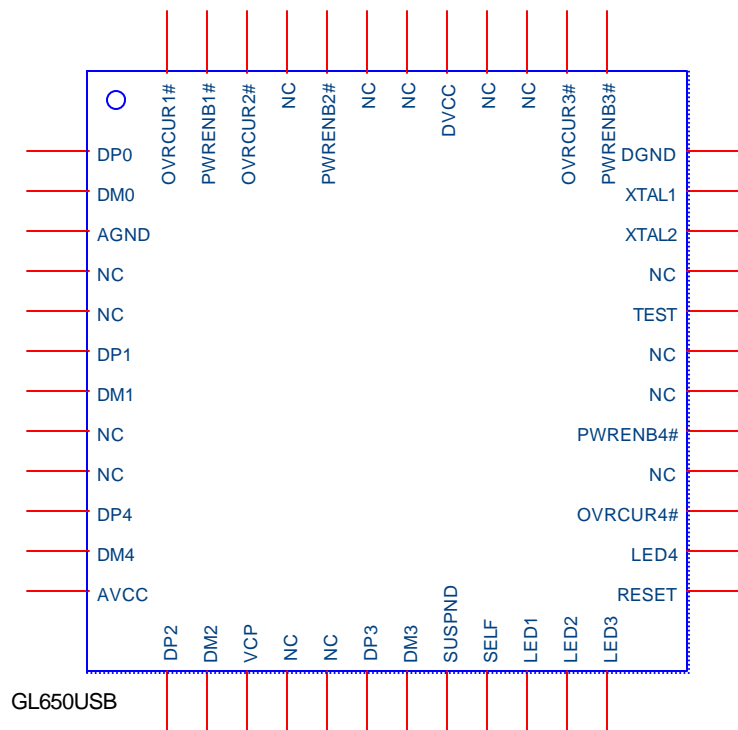 OVRCUR1#
PWRENB1#
OVRCUR2#
NC
PWRENB2#
NC
NC
DVCC
NC
NC
OVRCUR3#
PWRENB3#
DP0
DM0
AGND
NC
NC
DP1
DM1
NC
NC
DP4
DM4
AVCC
DGND
XTAL1
XTAL2
NC
TEST
NC
NC
PWRENB4#
NC
OVRCUR4#
LED4
RESET
DP2
DM2
VCP
NC
NC
DP3
DM3
SUSPND
SELF
LED1
LED2
LED3
GL650USB